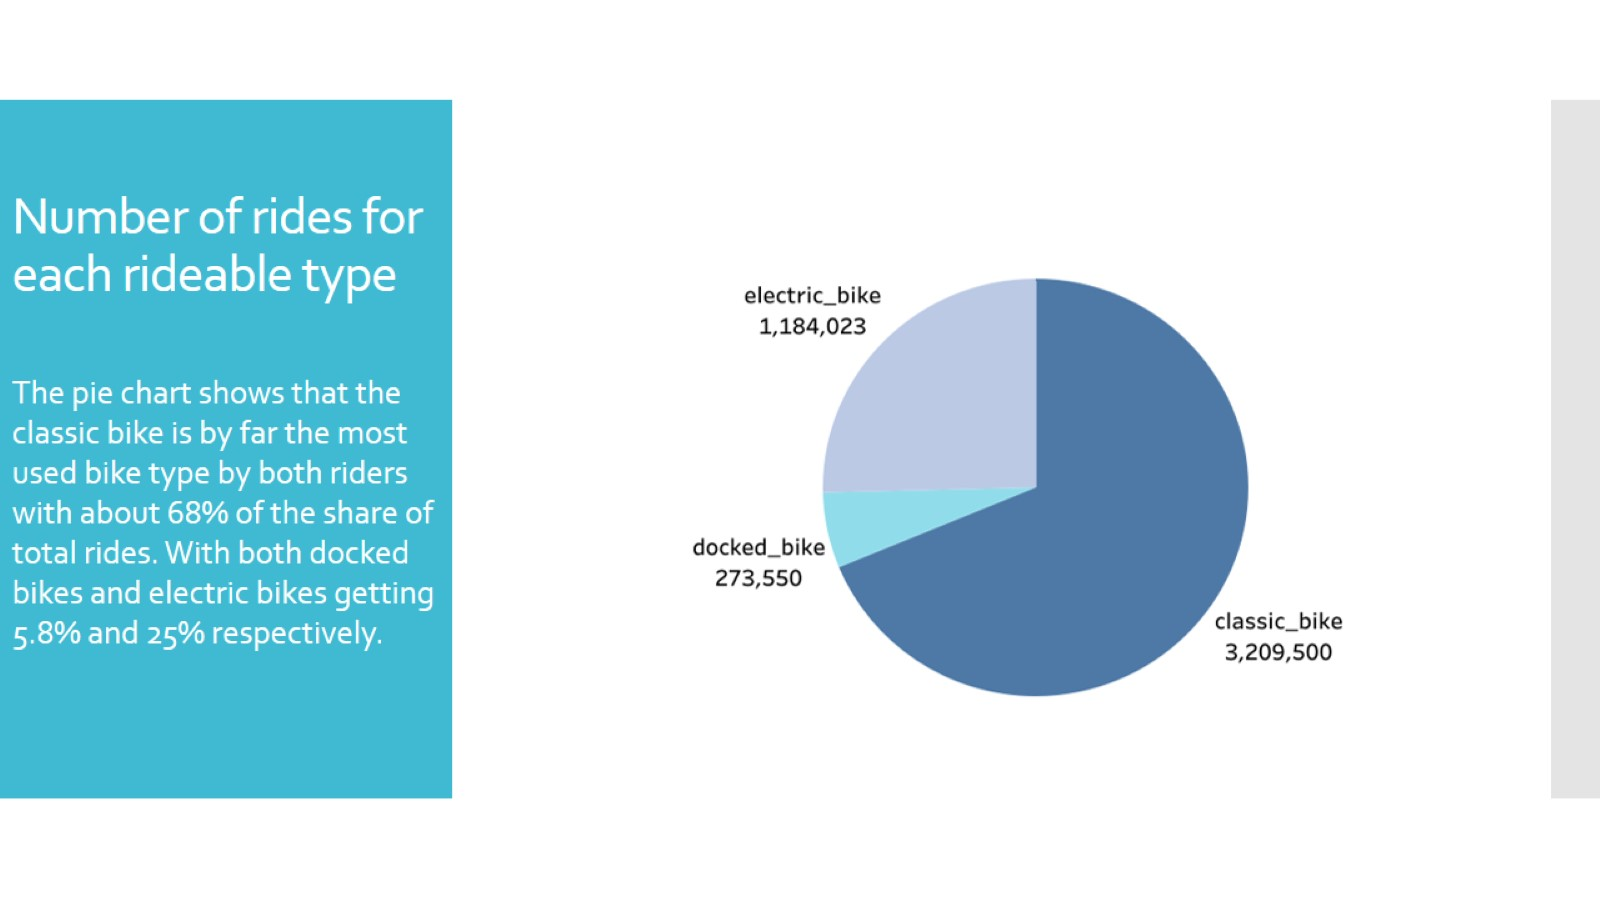 Number of rides for
each rideable type
The pie chart shows that the
classic bike is by far the most
used bike type by both riders
with about 68% of the share of
total rides. With both docked
bikes and electric bikes getting
5.8% and 25% respectively.
electric_bike
1,184,023
docked_bike
273,550
classic_bike
3,209,500